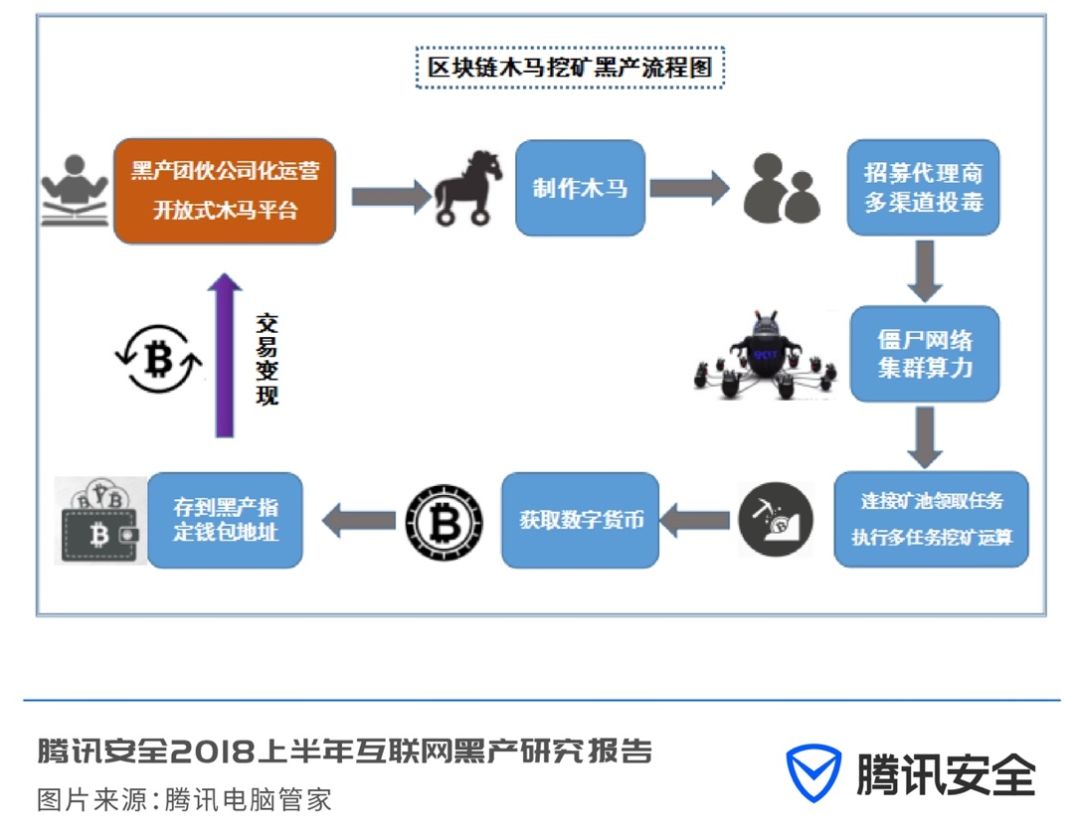 区块链木马挖矿黑产流程图
黑产团伙公司化运营
开放式木马平台
制作木马
招募代理商
多渠道投毒
僵尸网络
集群算力
连接矿池领取任务
执行多任务挖矿运算
获取数字货币
存到黑产指
定钱包地址
交易变现
腾讯安全2018上半年互联网黑产研究报告
图片来源:腾讯电脑管家
腾讯安全